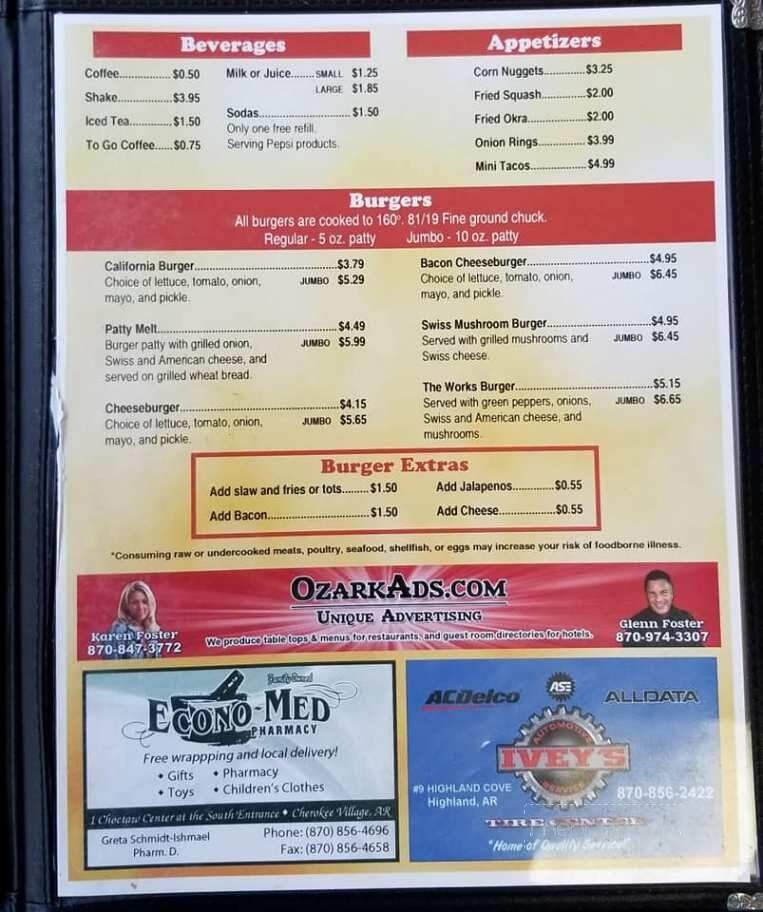 Beverages
Coffee................. $0.50
Shake..................$3.95
Iced Tea..............$1.50
To Go Coffee......$0.75
Milk or Juice........ SMALL $1.25
LARGE $1.85
Sodas.............................. $1.50
Only one free refill.
Serving Pepsi products.
Appetizers
Corn Nuggets..............$3.25
Fried Squash...............$2.00
Fried Okra...................$2.00
Onion Rings................ $3.99
Mini Tacos................... $4.99
Burgers
All burgers are cooked to 160°. 81/19 Fine ground chuck.
Regular - 5 oz. patty Jumbo - 10 oz. patty
California Burger...............................................$3.79
Choice of lettuce, tomato, onion, JUMBO $5.29
mayo, and pickle.
Patty Melt............................................................ $4.49
Burger patty with grilled onion, JUMBO $5.99
Swiss and American cheese, and
served on grilled wheat bread.
Cheeseburger.....................................................$4.15
Choice of lettuce, tomato, onion, JUMBO $5.65
mayo, and pickle.
Bacon Cheeseburger.........................................$4.95
Choice of lettuce, tomato, onion, JUMBO $6.45
mayo, and pickle.
Swiss Mushroom Burger...................................$4.95
Served with grilled mushrooms and JUMBO $6.45
Swiss cheese.
The Works Burger..............................................$5.15
Served with green peppers, onions, JUMBO $6.65
Swiss and American cheese, and
mushrooms.
Burger Extras
Add slaw and fries or tots.........$1.50
Add Bacon..................................$1.50
Add Jalapenos..............$0.55
Add Cheese...................$0.55
*Consuming raw or undercooked meats, poultry, seafood, shellfish, or eggs may increase your risk of foodborne illness.
OZARKADS.COM
UNIQUE ADVERTISING
We produce table tops & menus for restaurants, and guest room directories for hotels.
Karen Foster
870-847-3772
Glenn Foster
870-974-3307
Family Owned
ECONO-MED
PHARMACY
Free wrappping and local delivery!
• Gifts • Pharmacy
• Toys • Children's Clothes
1 Choctaw Center at the South Entrance ♦ Cherokee Village, AR
Greta Schmidt-Ishmael
Pharm. D.
Phone: (870) 856-4696
Fax: (870) 856-4658
ACDelco
ASE
ALLDATA
AUTOMOTIVE
IVEY'S
SERVICE
#9 HIGHLAND COVE
Highland, AR
870-856-2422
TIRE CENTER
"Home of Quality Service"